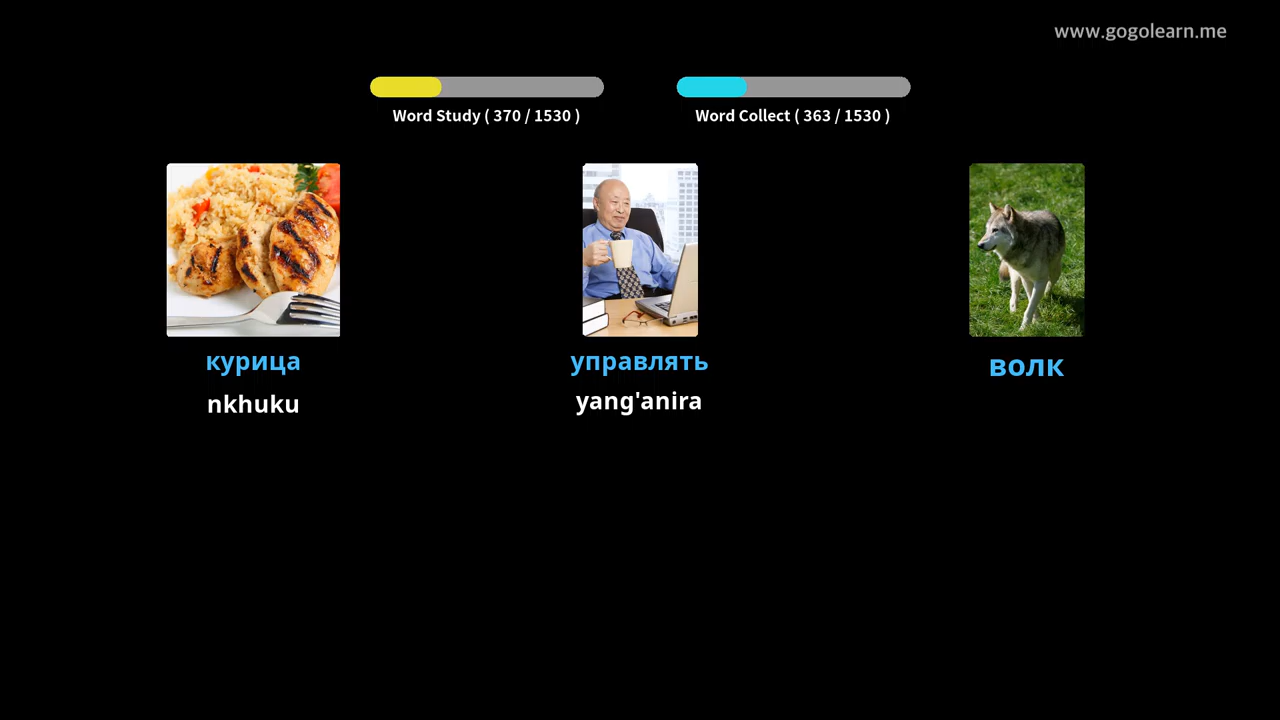 www.gogolearn.me
Word Study ( 370 / 1530 )
Word Collect ( 363 / 1530 )
курица
nkhuku
управлять
yang'anira
волк